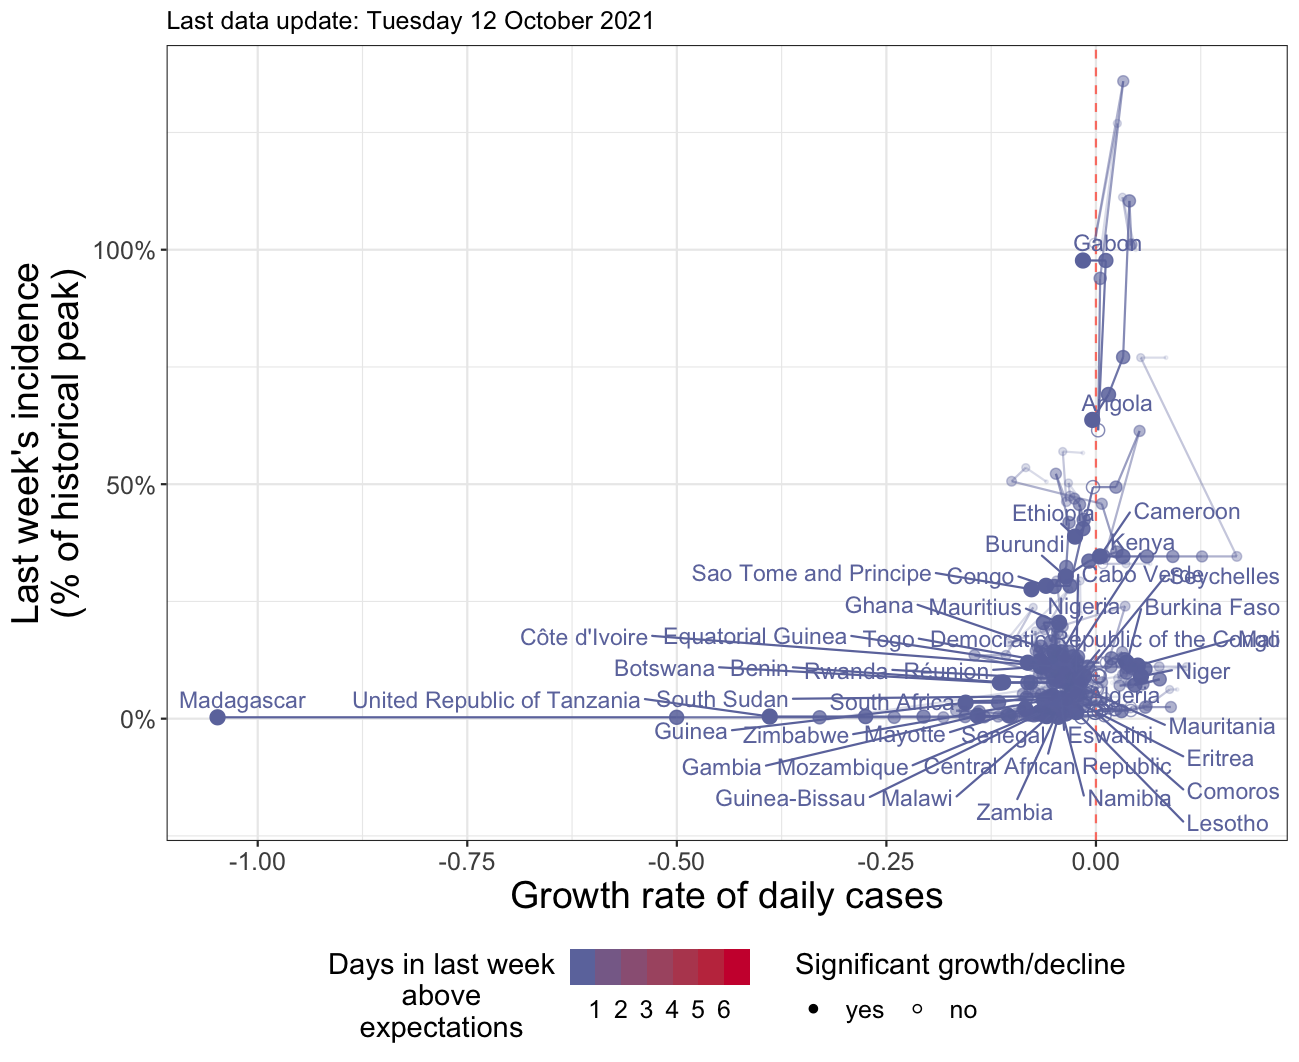 Last data update: Tuesday 12 October 2021
Last week's incidence
(% of historical peak)
100%
50%
0%
Gabon
Angola
Ethiopia
Cameroon
Burundi
Kenya
Sao Tome and Principe
Congo
Cabo Verde
Seychelles
Ghana
Mauritius
Nigeria
Burkina Faso
Côte d'Ivoire
Equatorial Guinea
Togo
Democratic Republic of the Congo
Mali
Botswana
Benin
Rwanda
Réunion
Niger
Madagascar
United Republic of Tanzania
South Sudan
South Africa
Algeria
Guinea
Zimbabwe
Mayotte
Senegal
Eswatini
Mauritania
Gambia
Mozambique
Central African Republic
Eritrea
Guinea-Bissau
Malawi
Zambia
Namibia
Comoros
Lesotho
-1.00
-0.75
-0.50
-0.25
0.00
Growth rate of daily cases
Days in last week
above
expectations
1 2 3 4 5 6
Significant growth/decline
yes
no